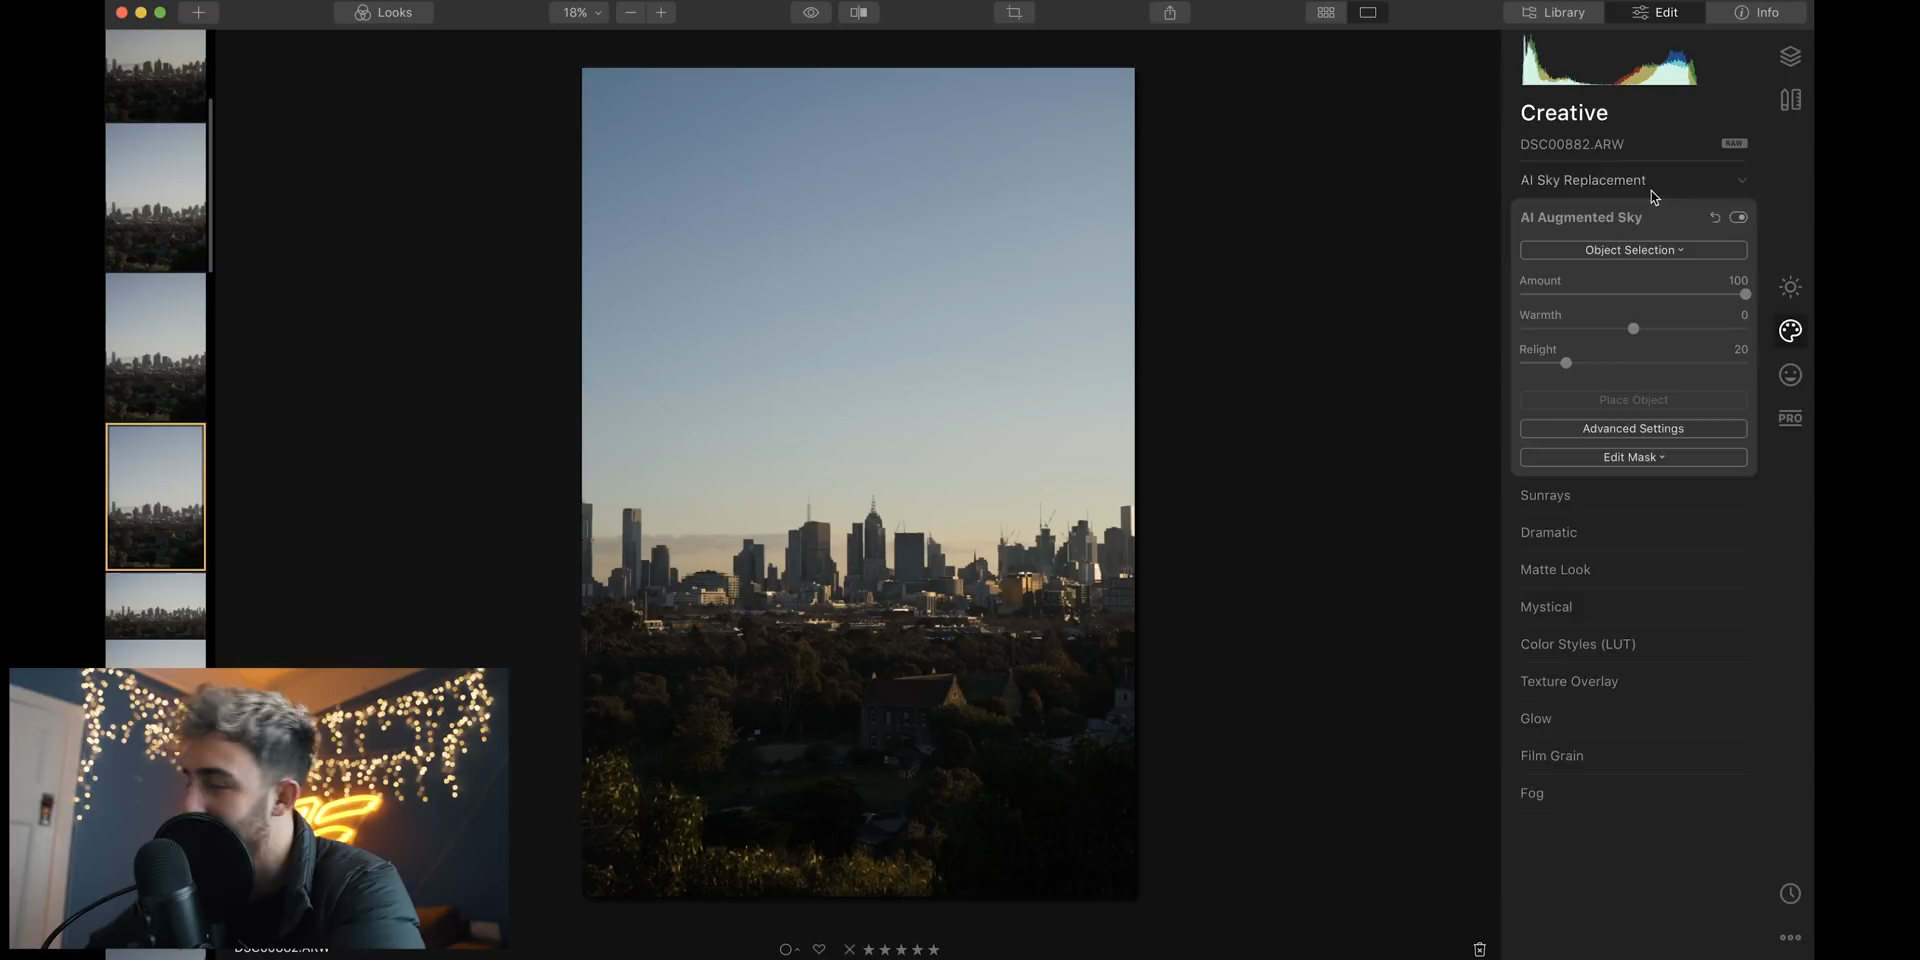 Looks
18%
Library
Edit
Info
Creative
DSC00882.ARW
RAW
AI Sky Replacement
AI Augmented Sky
Object Selection
Amount 100
Warmth 0
Relight 20
Place Object
Advanced Settings
Edit Mask
PRO
Sunrays
Dramatic
Matte Look
Mystical
Color Styles (LUT)
Texture Overlay
Glow
Film Grain
Fog
DSC00882.ARW